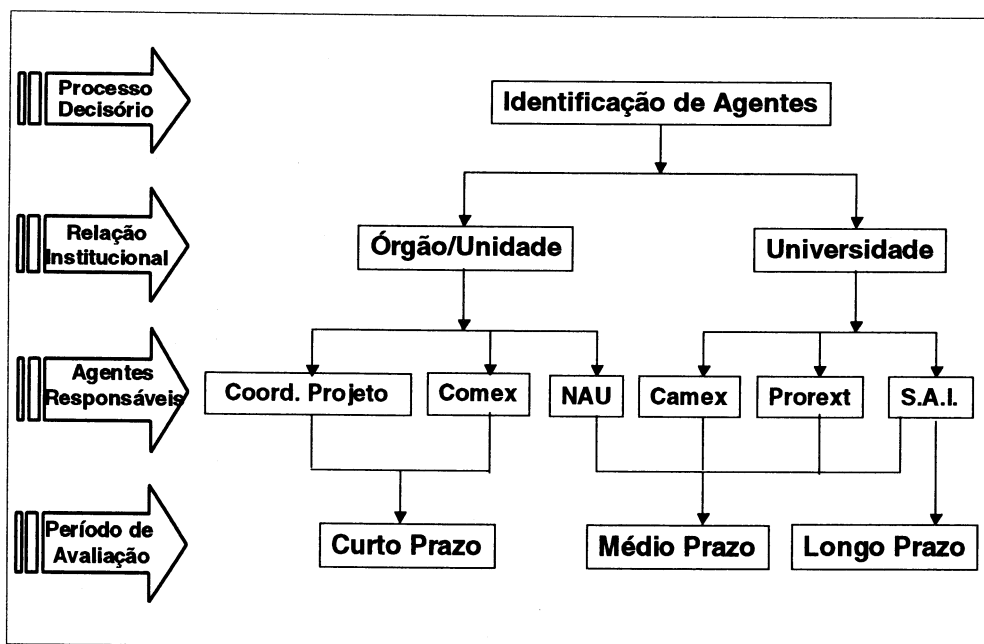 Processo
Decisório
Identificação de Agentes
Relação
Institucional
Órgão/Unidade
Universidade
Agentes
Responsáveis
Coord. Projeto
Comex
NAU
Camex
Prorext
S.A.I.
Período de
Avaliação
Curto Prazo
Médio Prazo
Longo Prazo